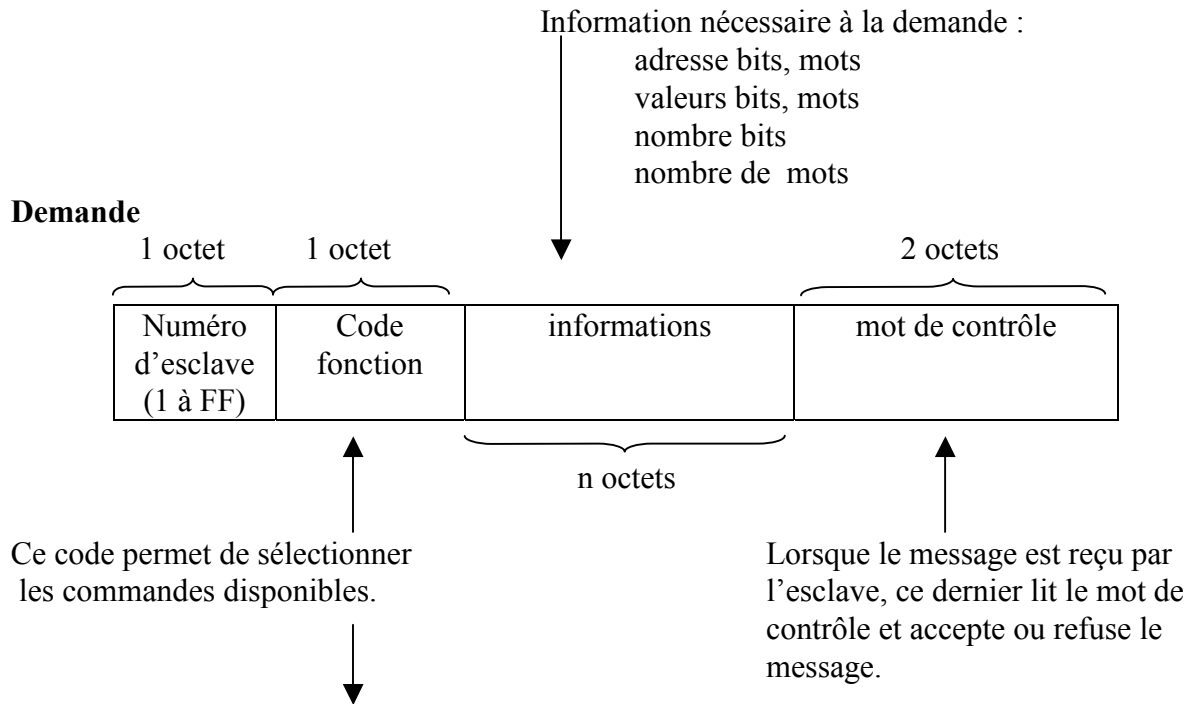 Information nécessaire à la demande :
adresse bits, mots
valeurs bits, mots
nombre bits
nombre de mots
Demande
1 octet
1 octet
2 octets
Numéro
d’esclave
(1 à FF)
Code
fonction
informations
mot de contrôle
n octets
Ce code permet de sélectionner
les commandes disponibles.
Lorsque le message est reçu par
l’esclave, ce dernier lit le mot de
contrôle et accepte ou refuse le
message.